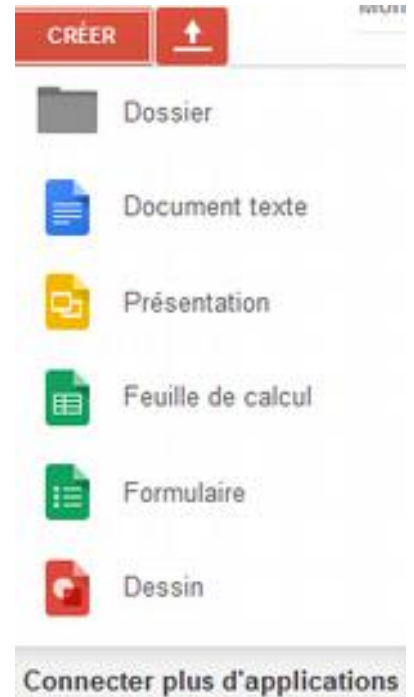 CRÉER
Dossier
Document texte
Présentation
Feuille de calcul
Formulaire
Dessin
Connecter plus d'applications